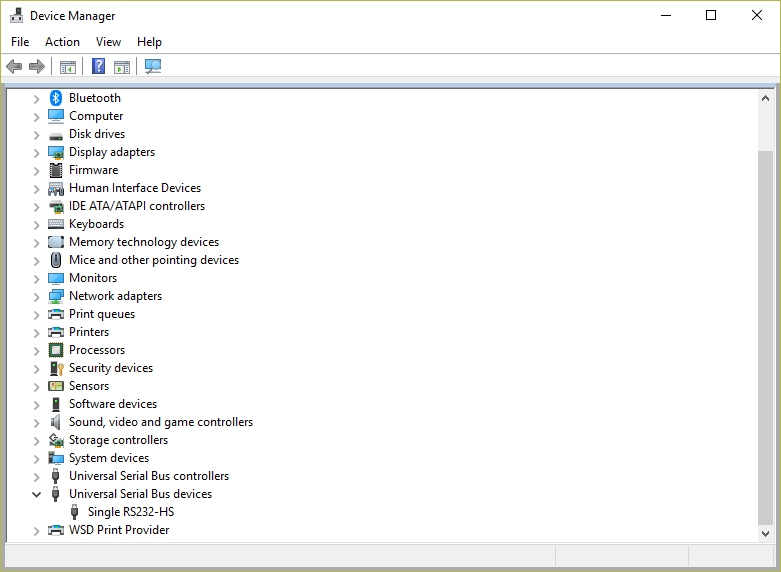 Device Manager
File Action View Help
Bluetooth
Computer
Disk drives
Display adapters
Firmware
Human Interface Devices
IDE ATA/ATAPI controllers
Keyboards
Memory technology devices
Mice and other pointing devices
Monitors
Network adapters
Print queues
Printers
Processors
Security devices
Sensors
Software devices
Sound, video and game controllers
Storage controllers
System devices
Universal Serial Bus controllers
Universal Serial Bus devices
Single RS232-HS
WSD Print Provider